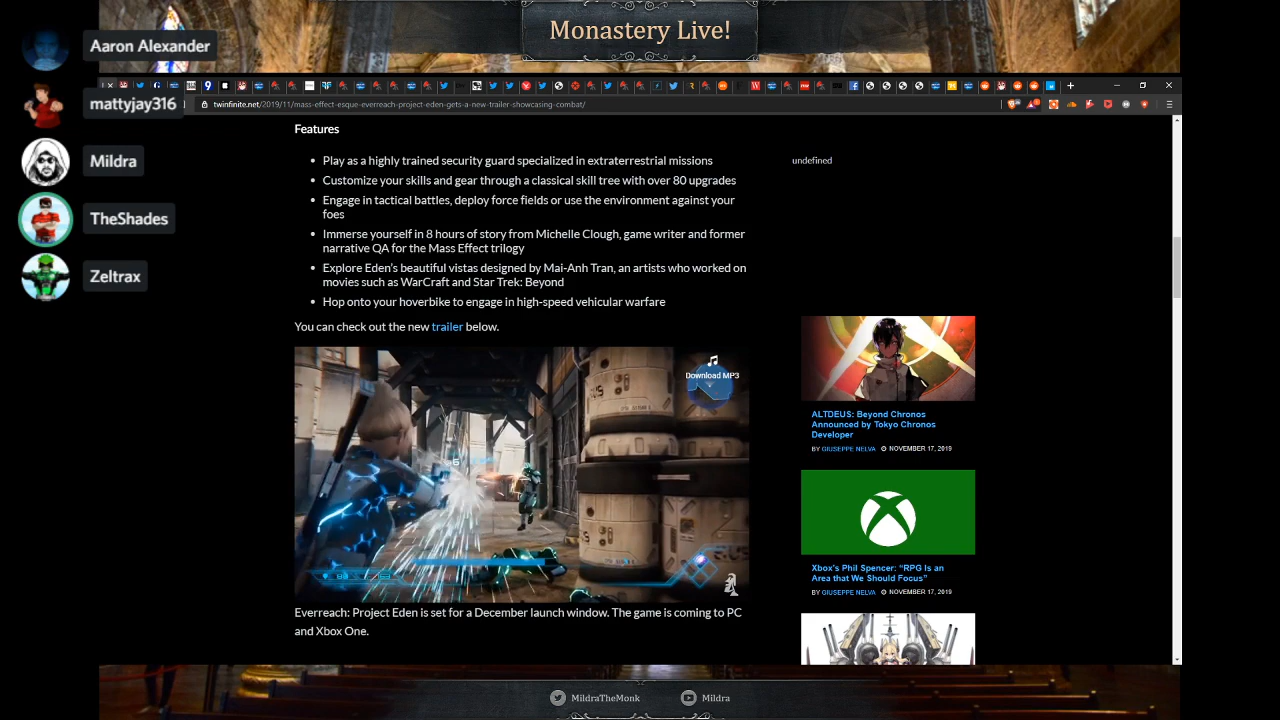 Monastery Live!
Aaron Alexander
mattyjay316
Mildra
TheShades
Zeltrax
twinfinite.net/2019/11/mass-effect-esque-everreach-project-eden-gets-a-new-trailer-showcasing-combat/
Features
Play as a highly trained security guard specialized in extraterrestrial missions
Customize your skills and gear through a classical skill tree with over 80 upgrades
Engage in tactical battles, deploy force fields or use the environment against your
foes
Immerse yourself in 8 hours of story from Michelle Clough, game writer and former
narrative QA for the Mass Effect trilogy
Explore Eden's beautiful vistas designed by Mai-Anh Tran, an artists who worked on
movies such as WarCraft and Star Trek: Beyond
Hop onto your hoverbike to engage in high-speed vehicular warfare
You can check out the new trailer below.
Download MP3
Everreach: Project Eden is set for a December launch window. The game is coming to PC
and Xbox One.
undefined
ALTDEUS: Beyond Chronos
Announced by Tokyo Chronos
Developer
BY GIUSEPPE NELVA NOVEMBER 17, 2019
Xbox's Phil Spencer: “RPG Is an
Area that We Should Focus”
BY GIUSEPPE NELVA NOVEMBER 17, 2019
MildraTheMonk
Mildra